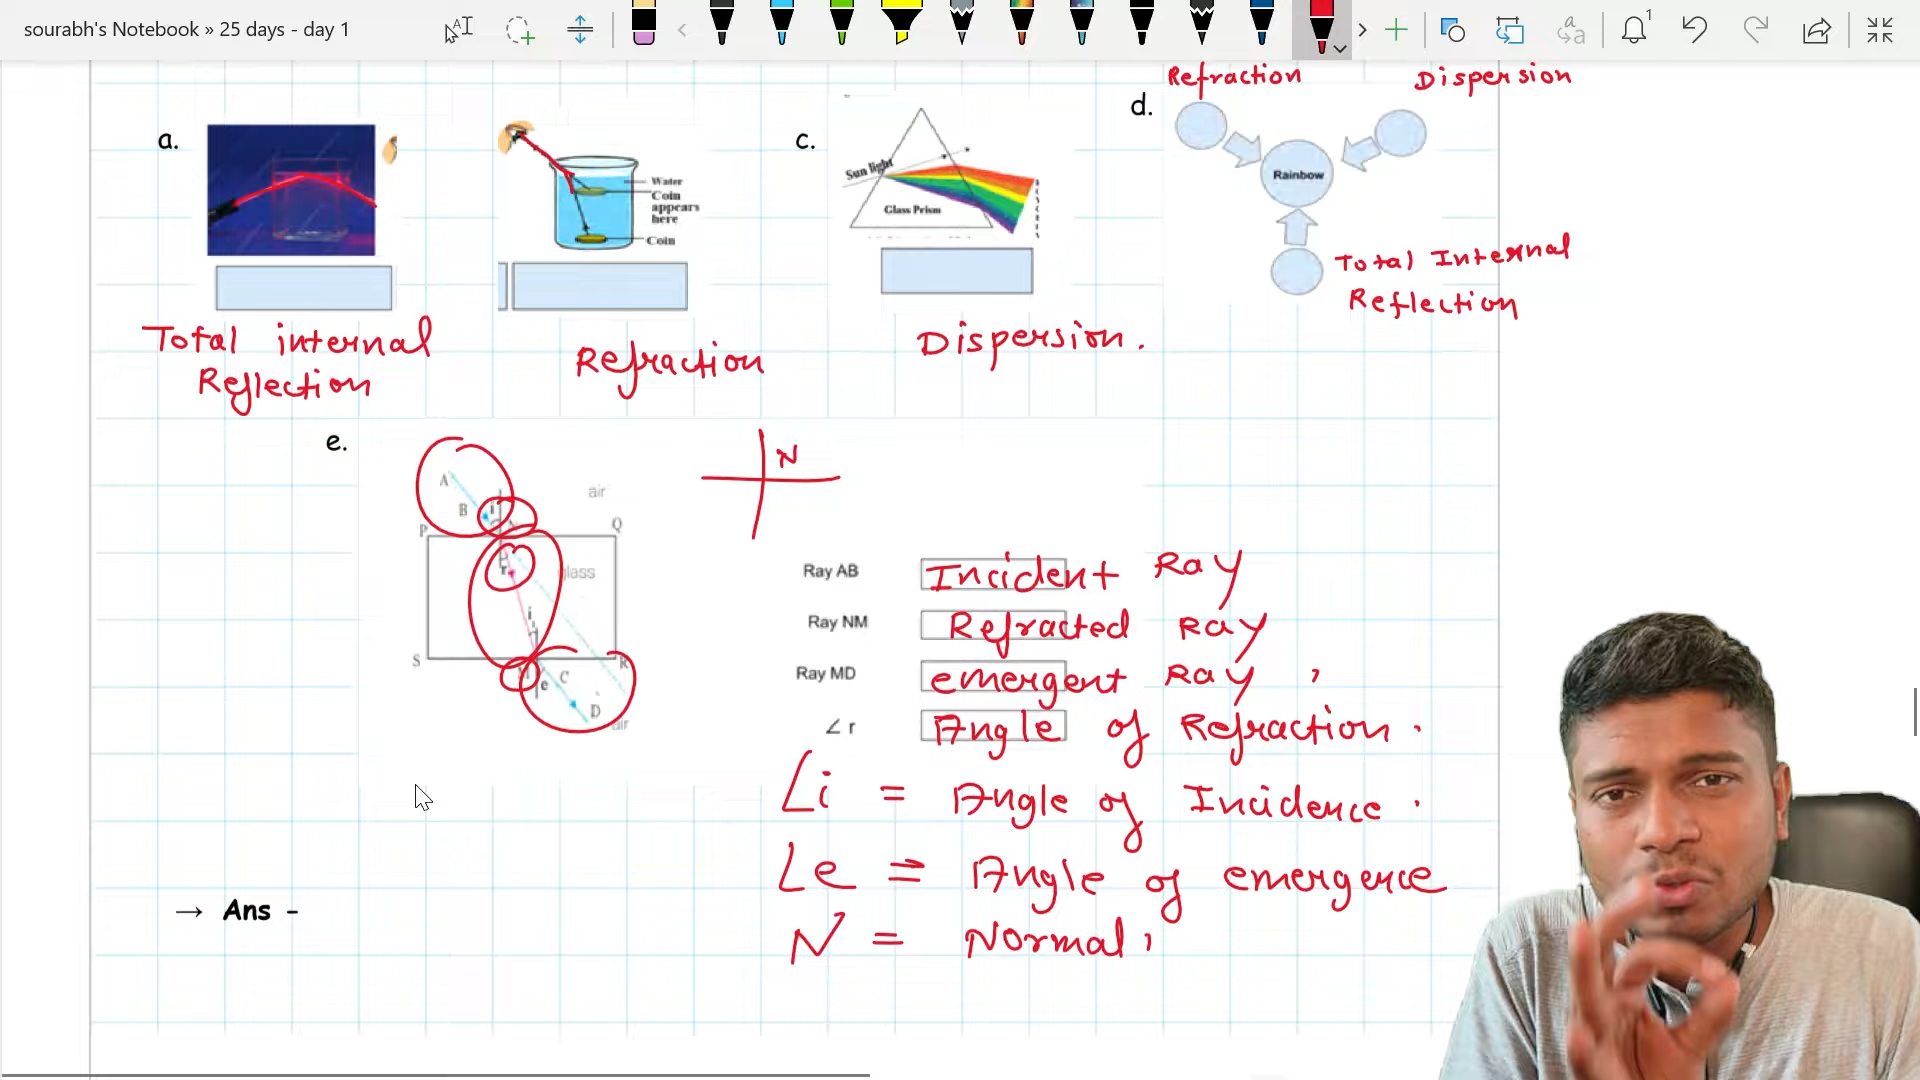 sourabh's Notebook » 25 days - day 1
Refraction
Dispersion
a.
Water
Coin
appears
here
Coin
c.
Sun light
Glass Prism
d.
Rainbow
Total Internal
Reflection
Total internal
Reflection
Refraction
Dispersion.
e.
N
A
air
B
i
P
N
Q
r
glass
i
S
R
M
e
C
D
air
Ray AB
Incident Ray
Ray NM
Refracted Ray
Ray MD
emergent Ray,
∠ r
Angle of Refraction.
∠i = Angle of Incidence.
∠e = Angle of emergence
N = Normal,
→ Ans -